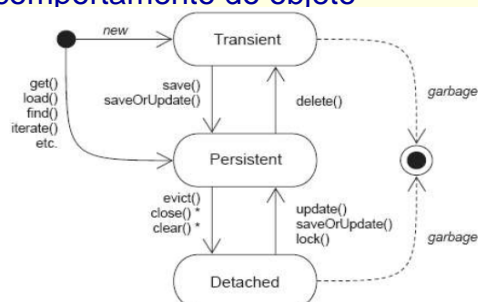 comportamento do objeto
new
Transient
get()
load()
find()
iterate()
etc.
save()
saveOrUpdate()
delete()
garbage
Persistent
evict()
close() *
clear() *
update()
saveOrUpdate()
lock()
garbage
Detached